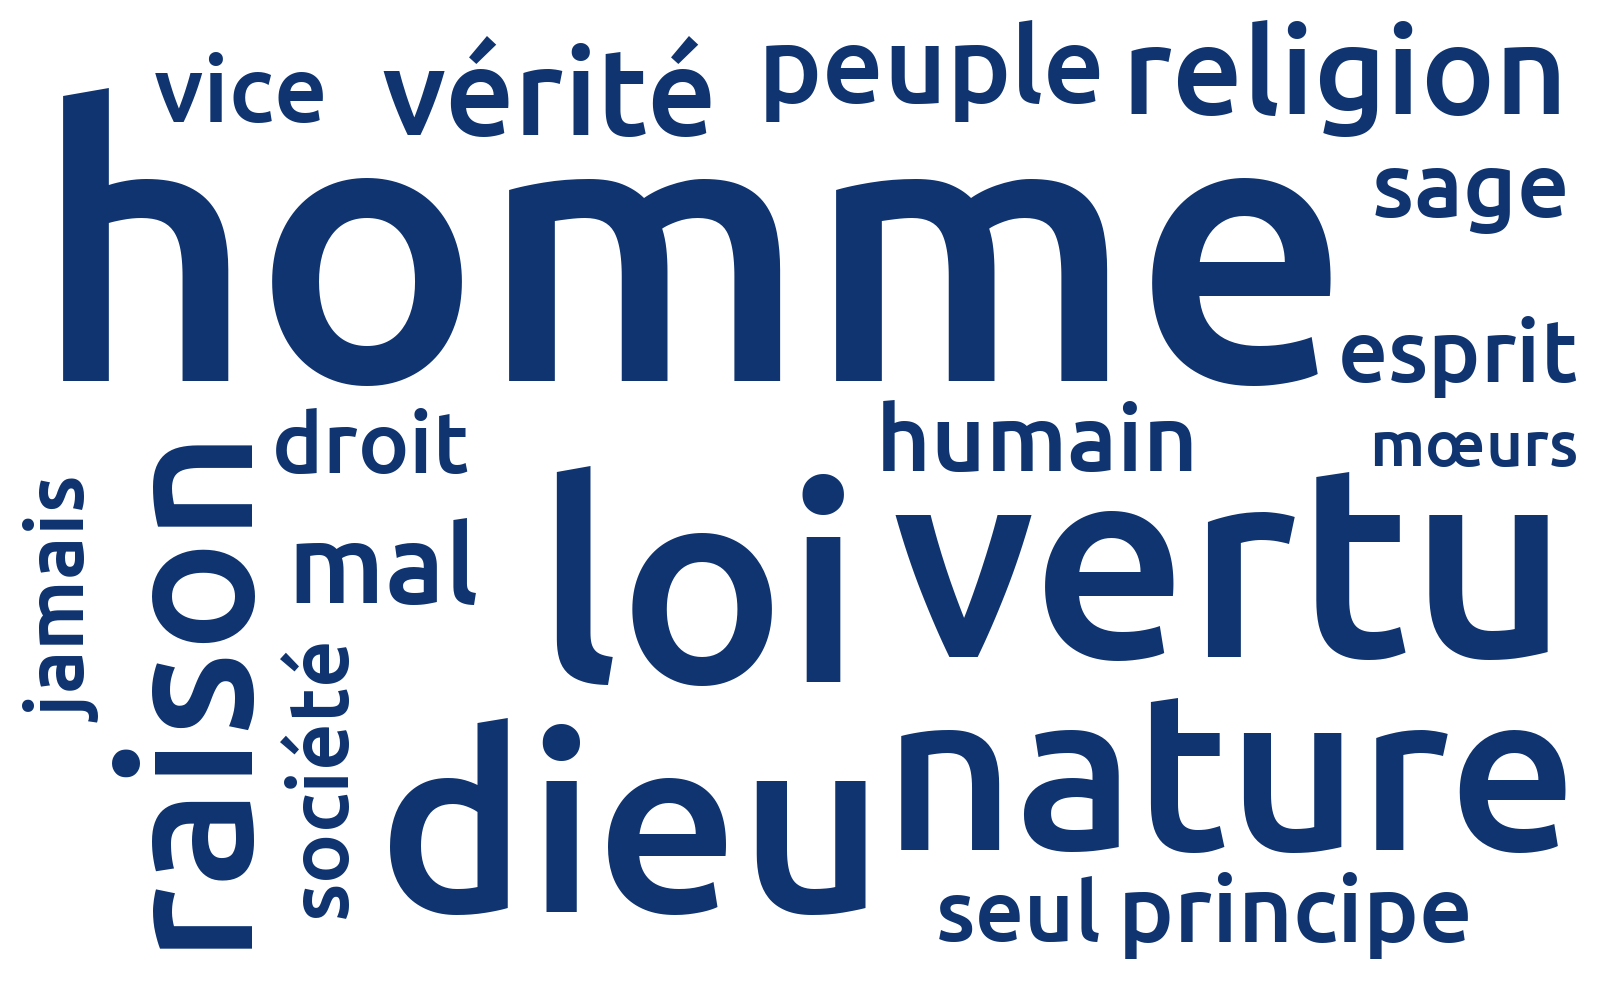 vice
vérité
peuple
religion
homme
sage
esprit
droit
humain
mœurs
jamais
raison
mal
loi
vertu
société
dieu
nature
seul
principe